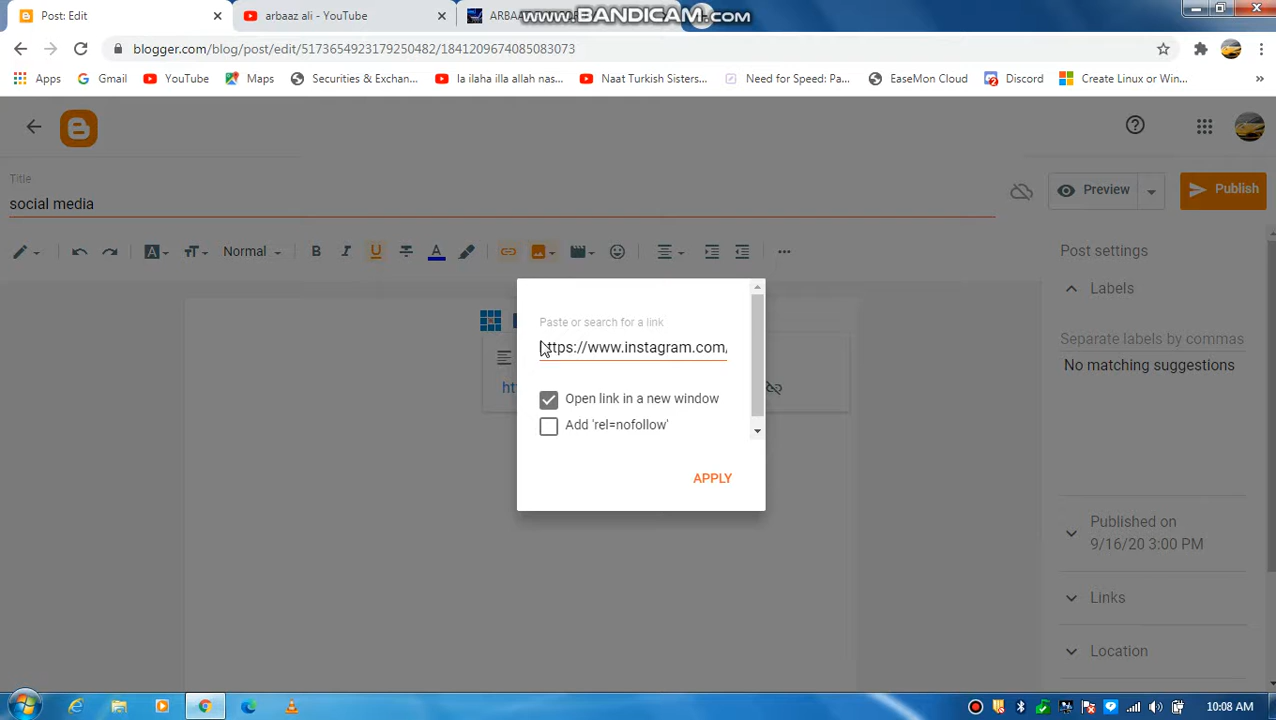 Post: Edit
arbaaz ali - YouTube
ARBAA
www.BANDICAM.com
blogger.com/blog/post/edit/5173654923179250482/1841209674085083073
Apps
Gmail
YouTube
Maps
Securities & Exchan...
la ilaha illa allah nas...
Naat Turkish Sisters...
Need for Speed: Pa...
EaseMon Cloud
Discord
Create Linux or Win...
»
Title
social media
Preview
Publish
Normal
B I U S A
Post settings
Labels
Separate labels by commas
No matching suggestions
Paste or search for a link
https://www.instagram.com/
Open link in a new window
Add 'rel=nofollow'
APPLY
Published on
9/16/20 3:00 PM
Links
Location
10:08 AM